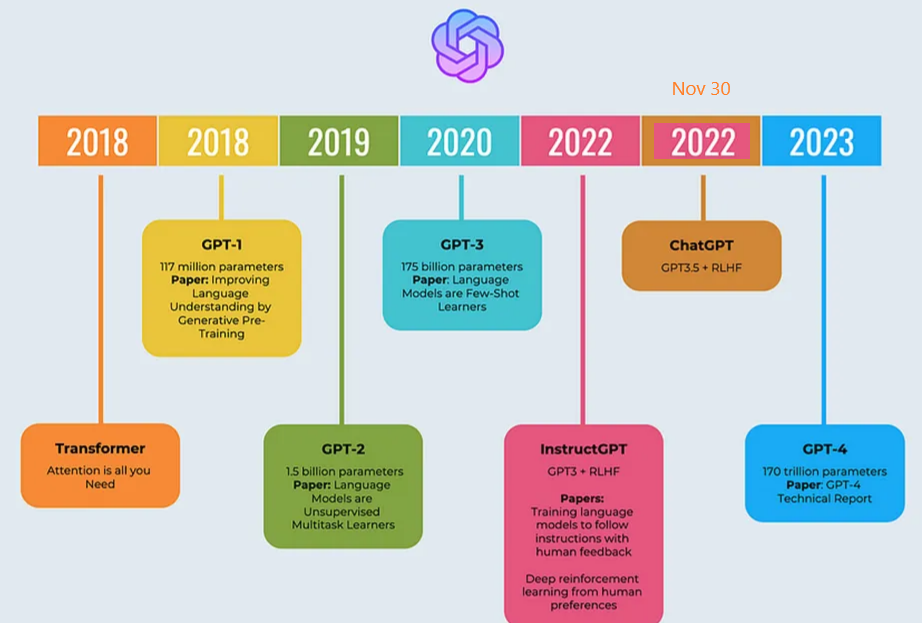 Nov 30
2018
2018
2019
2020
2022
2022
2023
GPT-1
117 million parameters
Paper: Improving
Language
Understanding by
Generative Pre-
Training
GPT-3
175 billion parameters
Paper: Language
Models are Few-Shot
Learners
ChatGPT
GPT3.5 + RLHF
Transformer
Attention is all you
Need
GPT-2
1.5 billion parameters
Paper: Language
Models are
Unsupervised
Multitask Learners
InstructGPT
GPT3 + RLHF
Papers:
Training language
models to follow
instructions with
human feedback
Deep reinforcement
learning from human
preferences
GPT-4
170 trillion parameters
Paper: GPT-4
Technical Report